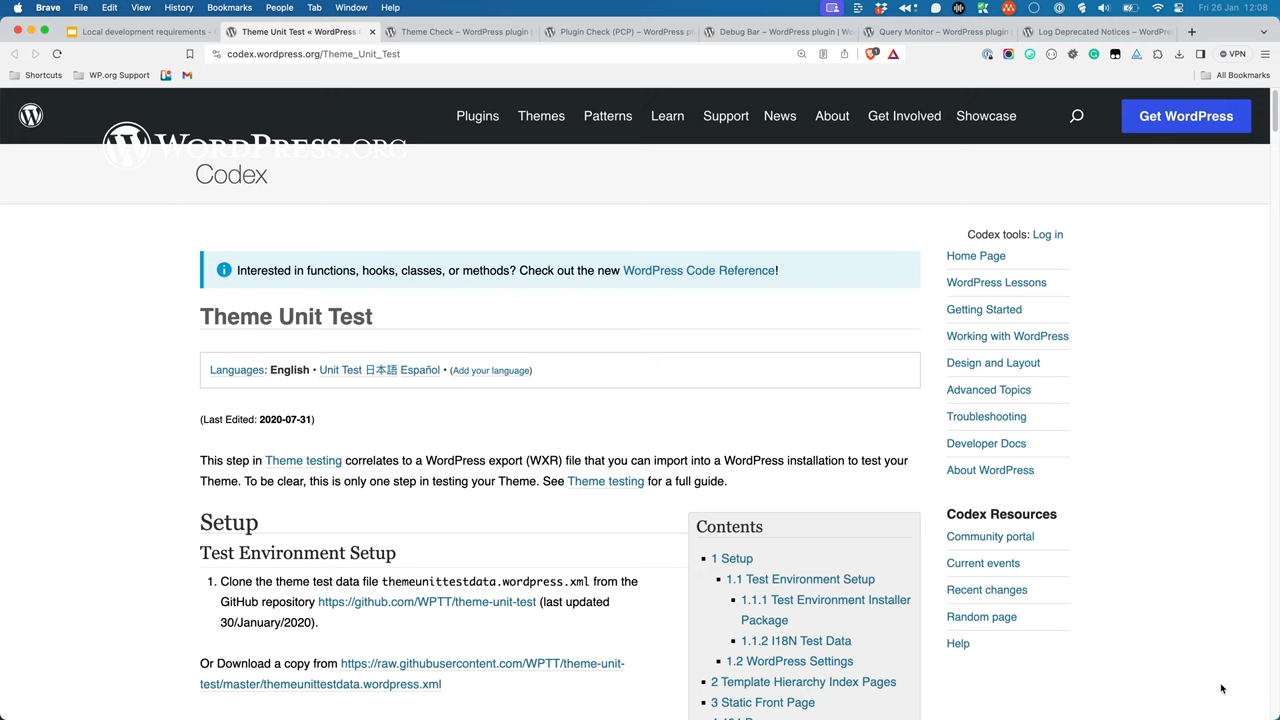 Brave File Edit View History Bookmarks People Tab Window Help Fri 26 Jan 12:08
Local development requirements - Theme Unit Test « WordPress Theme Check – WordPress plugin Plugin Check (PCP) – WordPress pl Debug Bar – WordPress plugin | Wo Query Monitor – WordPress plugin Log Deprecated Notices – WordPre
codex.wordpress.org/Theme_Unit_Test VPN
Shortcuts WP.org Support All Bookmarks
Plugins Themes Patterns Learn Support News About Get Involved Showcase Get WordPress
WORDPRESS.ORG
Codex
Codex tools: Log in
Interested in functions, hooks, classes, or methods? Check out the new WordPress Code Reference!
Theme Unit Test
Languages: English • Unit Test 日本語 Español • (Add your language)
(Last Edited: 2020-07-31)
This step in Theme testing correlates to a WordPress export (WXR) file that you can import into a WordPress installation to test your
Theme. To be clear, this is only one step in testing your Theme. See Theme testing for a full guide.
Setup
Test Environment Setup
1. Clone the theme test data file themeunittestdata.wordpress.xml from the
GitHub repository https://github.com/WPTT/theme-unit-test (last updated
30/January/2020).
Or Download a copy from https://raw.githubusercontent.com/WPTT/theme-unit-
test/master/themeunittestdata.wordpress.xml
Contents
1 Setup
1.1 Test Environment Setup
1.1.1 Test Environment Installer
Package
1.1.2 I18N Test Data
1.2 WordPress Settings
2 Template Hierarchy Index Pages
3 Static Front Page
Home Page
WordPress Lessons
Getting Started
Working with WordPress
Design and Layout
Advanced Topics
Troubleshooting
Developer Docs
About WordPress
Codex Resources
Community portal
Current events
Recent changes
Random page
Help